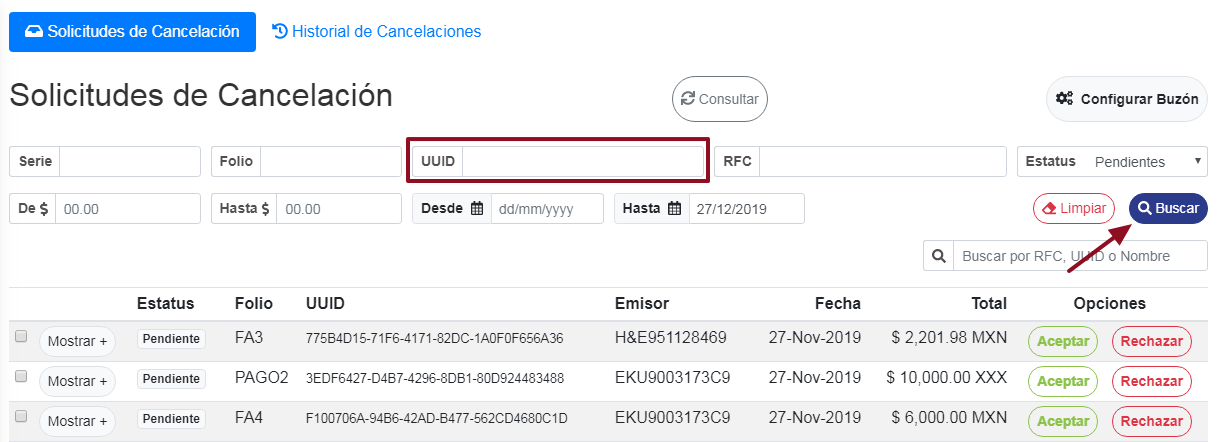 Solicitudes de Cancelación Historial de Cancelaciones
Solicitudes de Cancelación Consultar Configurar Buzón
Serie Folio UUID RFC Estatus Pendientes
De $ 00.00 Hasta $ 00.00 Desde dd/mm/yyyy Hasta 27/12/2019 Limpiar Buscar
Buscar por RFC, UUID o Nombre
Estatus Folio UUID Emisor Fecha Total Opciones
Mostrar + Pendiente FA3 775B4D15-71F6-4171-82DC-1A0F0F656A36 H&E951128469 27-Nov-2019 $ 2,201.98 MXN Aceptar Rechazar
Mostrar + Pendiente PAGO2 3EDF6427-D4B7-4296-8DB1-80D924483488 EKU9003173C9 27-Nov-2019 $ 10,000.00 XXX Aceptar Rechazar
Mostrar + Pendiente FA4 F100706A-94B6-42AD-B477-562CD4680C1D EKU9003173C9 27-Nov-2019 $ 6,000.00 MXN Aceptar Rechazar